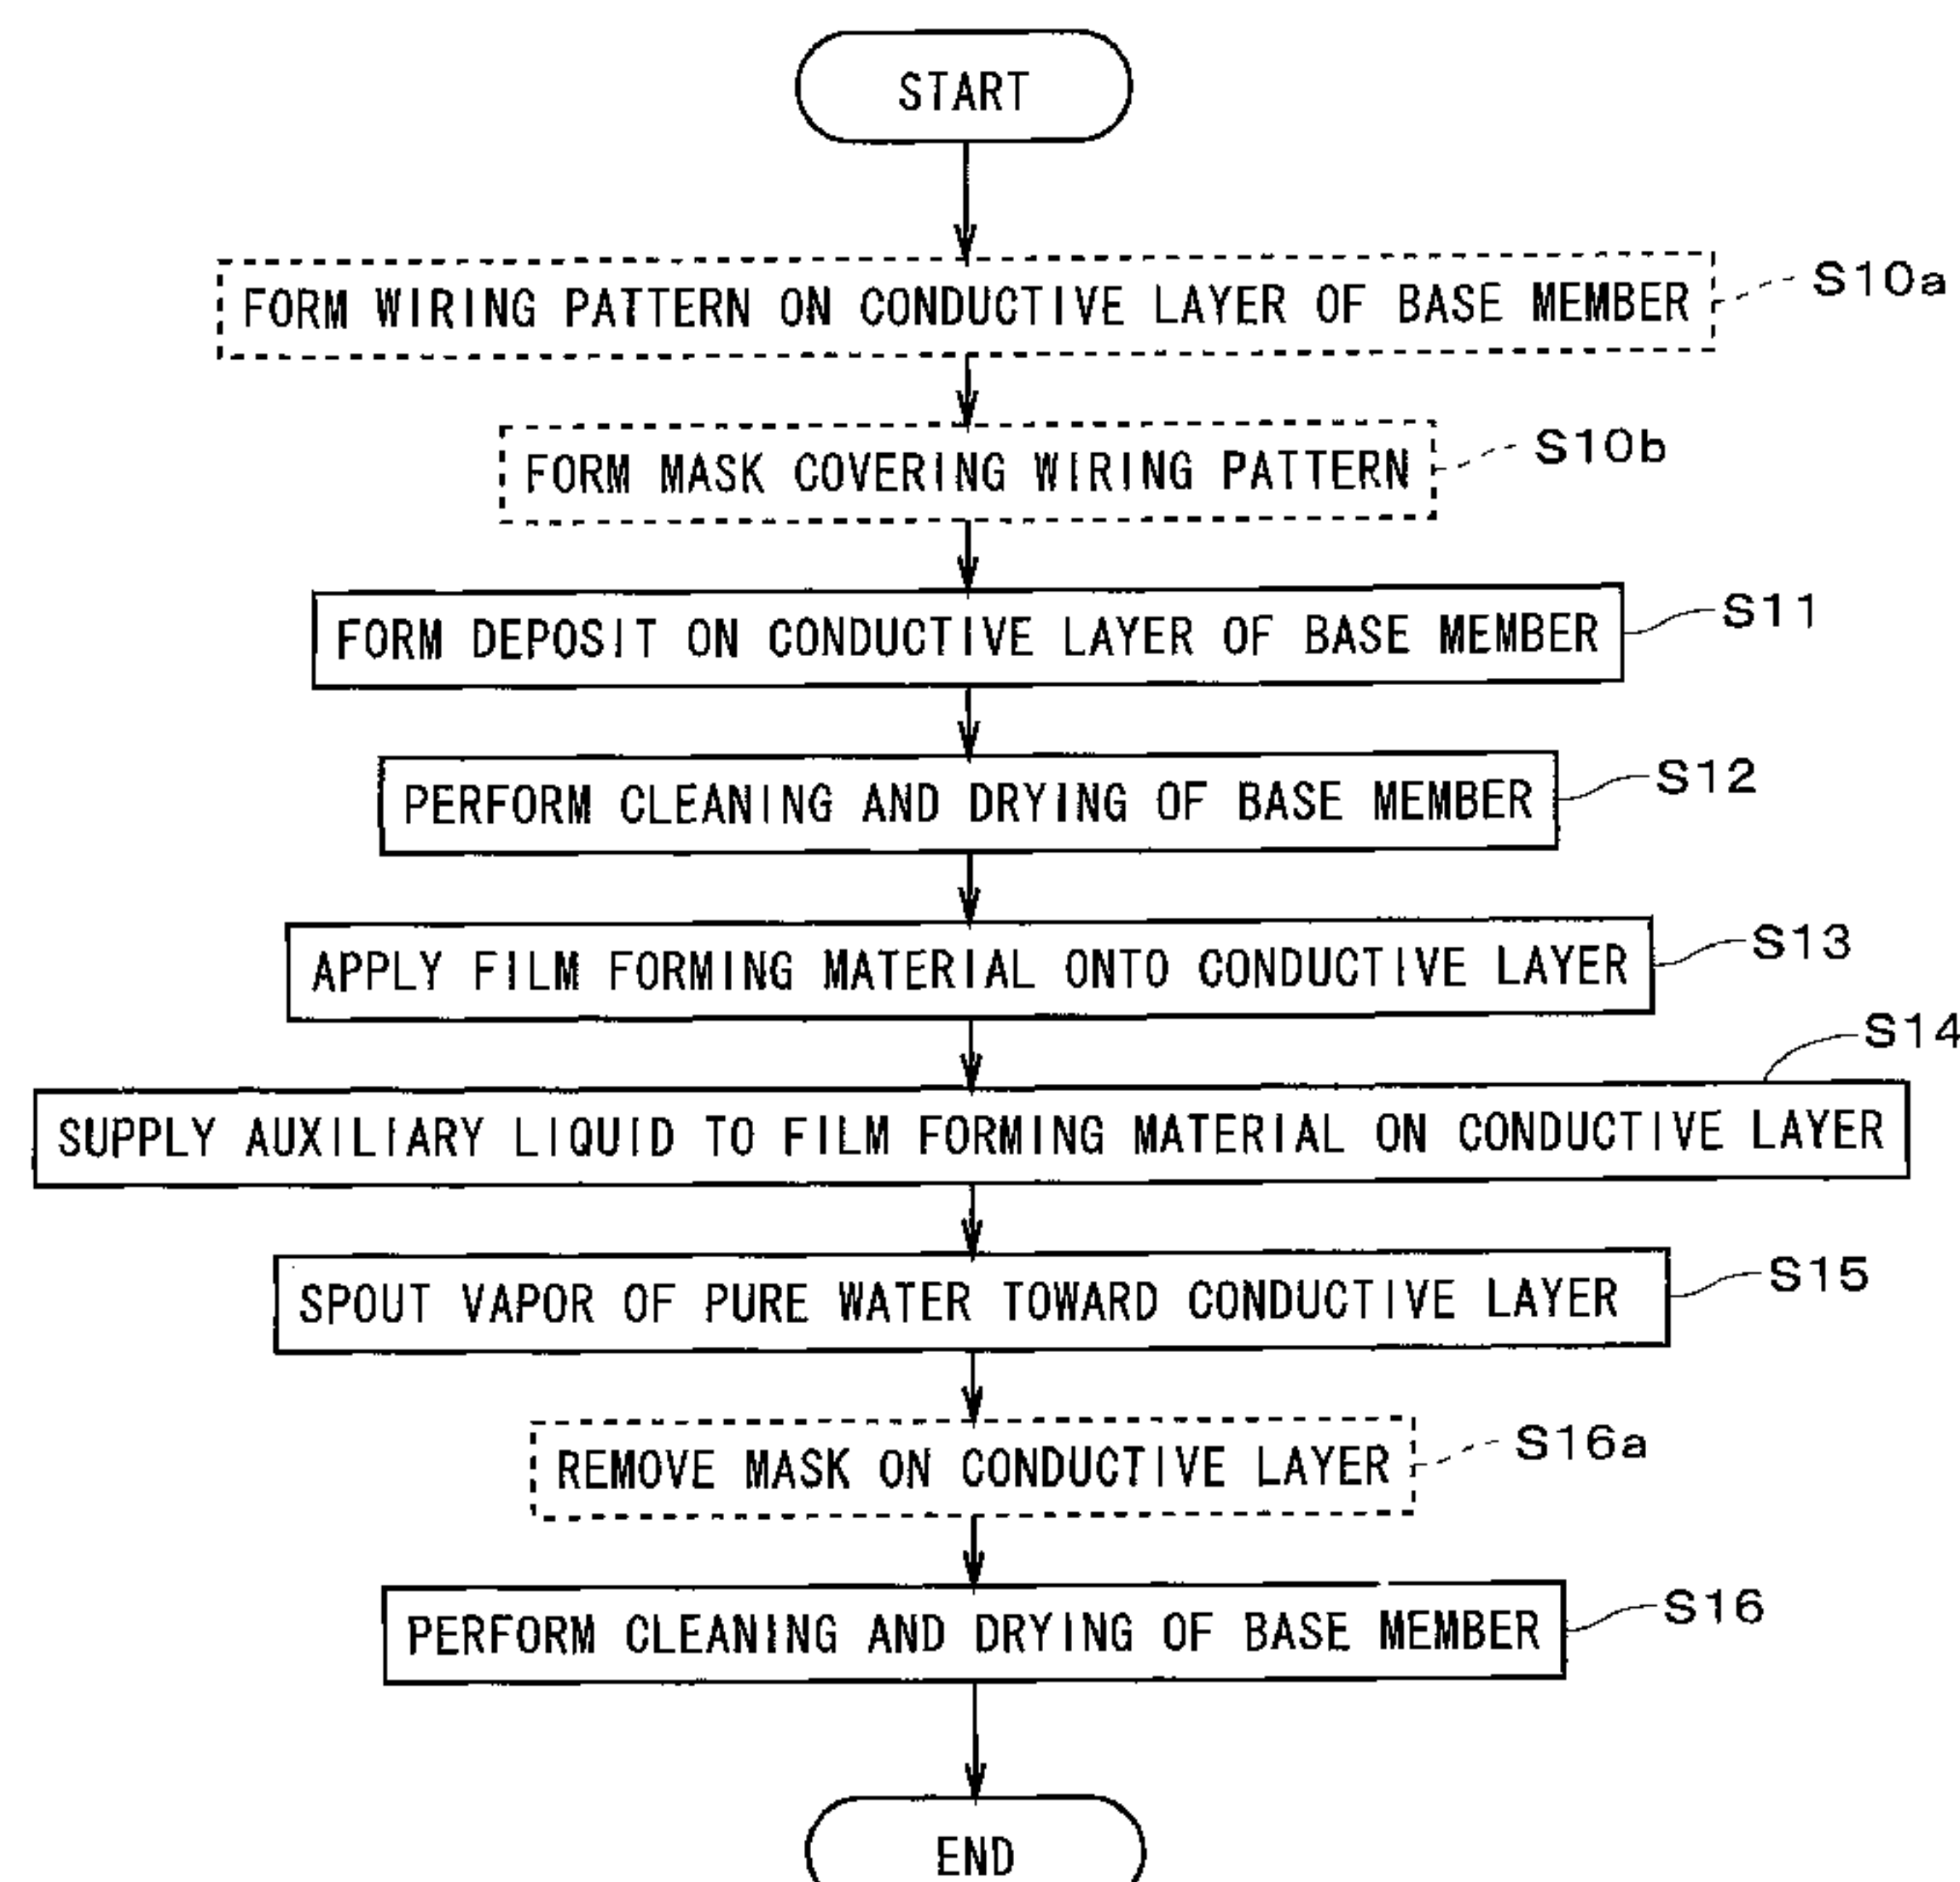 START
FORM WIRING PATTERN ON CONDUCTIVE LAYER OF BASE MEMBER
S10a
FORM MASK COVERING WIRING PATTERN
S10b
FORM DEPOSIT ON CONDUCTIVE LAYER OF BASE MEMBER
S11
PERFORM CLEANING AND DRYING OF BASE MEMBER
S12
APPLY FILM FORMING MATERIAL ONTO CONDUCTIVE LAYER
S13
S14
SUPPLY AUXILIARY LIQUID TO FILM FORMING MATERIAL ON CONDUCTIVE LAYER
SPOUT VAPOR OF PURE WATER TOWARD CONDUCTIVE LAYER
S15
REMOVE MASK ON CONDUCTIVE LAYER
S16a
PERFORM CLEANING AND DRYING OF BASE MEMBER
S16
END